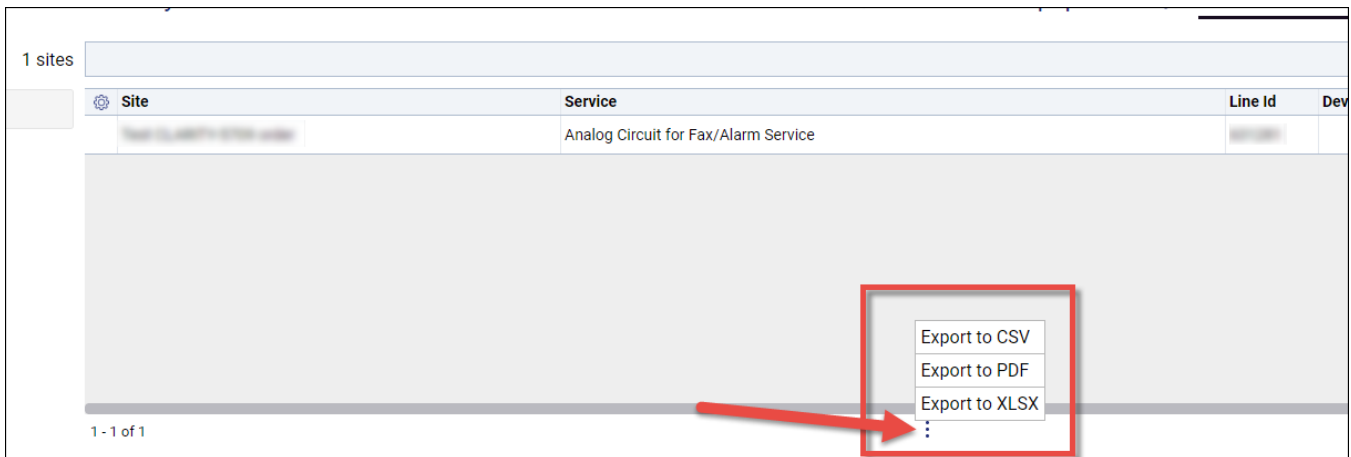 1 sites
Site Service Line Id Dev
Analog Circuit for Fax/Alarm Service
Export to CSV
Export to PDF
Export to XLSX
1 - 1 of 1